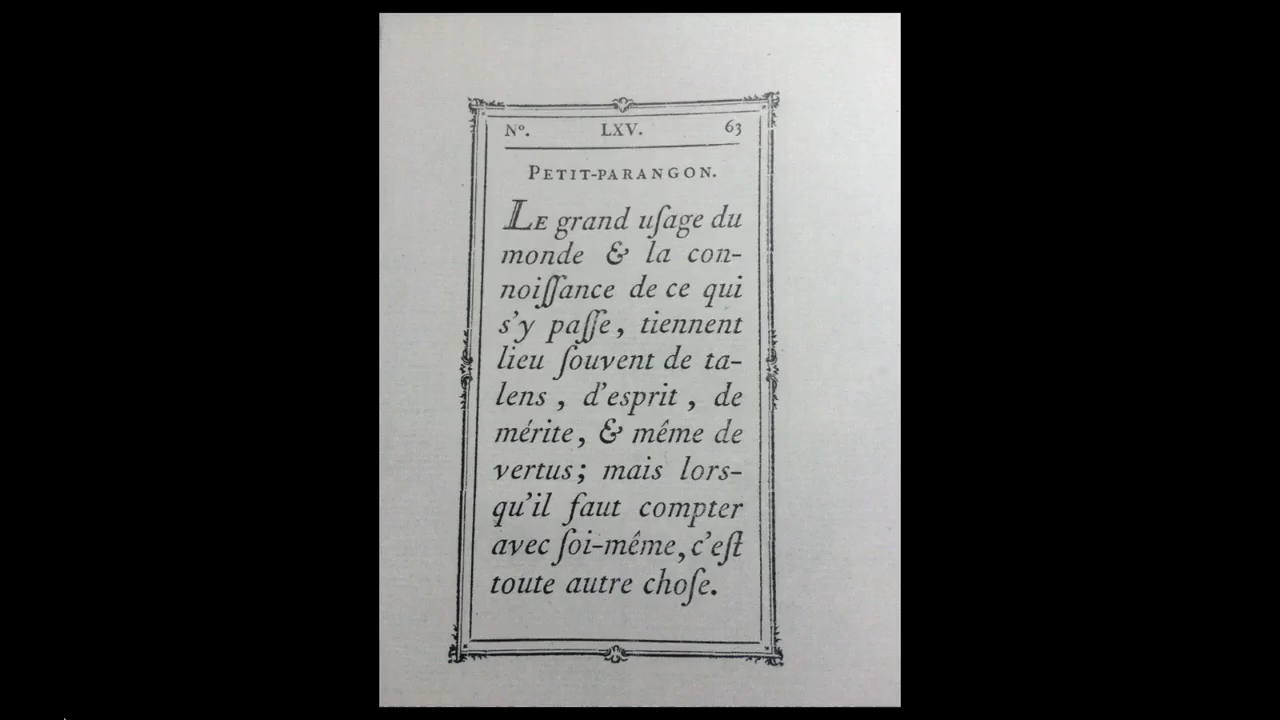 Nº. LXV. 63
PETIT-PARANGON.
LE grand uſage du
monde & la con-
noiſſance de ce qui
s'y paſſe, tiennent
lieu ſouvent de ta-
lens , d'esprit , de
mérite, & même de
vertus; mais lors-
qu'il faut compter
avec ſoi-même, c'eſt
toute autre choſe.